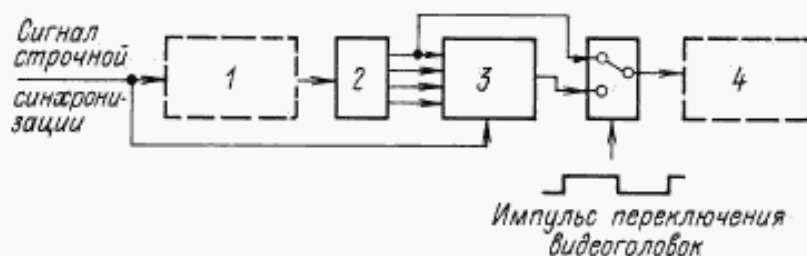 Сигнал
строчной
синхрони-
зации
1
2
3
4
Импульс переключения
видеоголовок